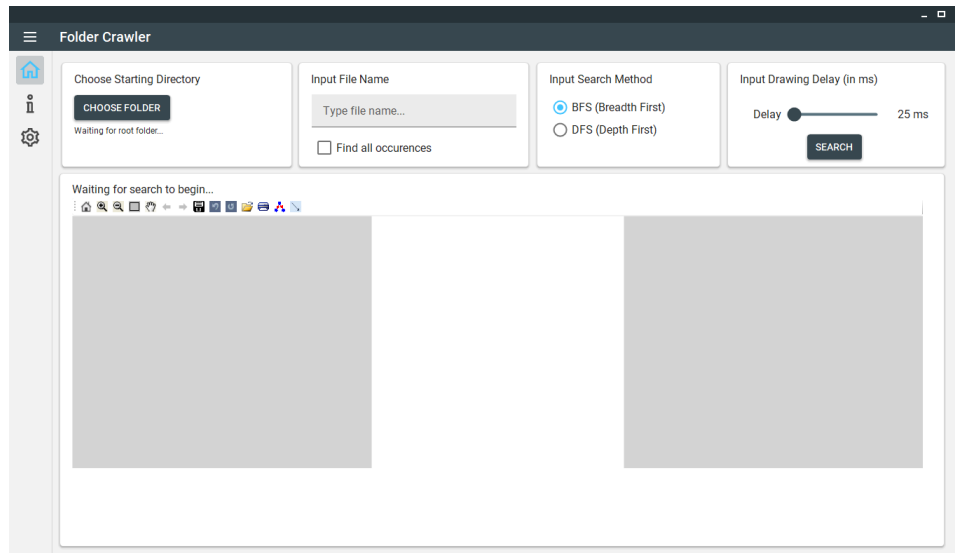 Folder Crawler
Choose Starting Directory
CHOOSE FOLDER
Waiting for root folder...
Input File Name
Type file name...
Find all occurences
Input Search Method
BFS (Breadth First)
DFS (Depth First)
Input Drawing Delay (in ms)
Delay 25 ms
SEARCH
Waiting for search to begin...